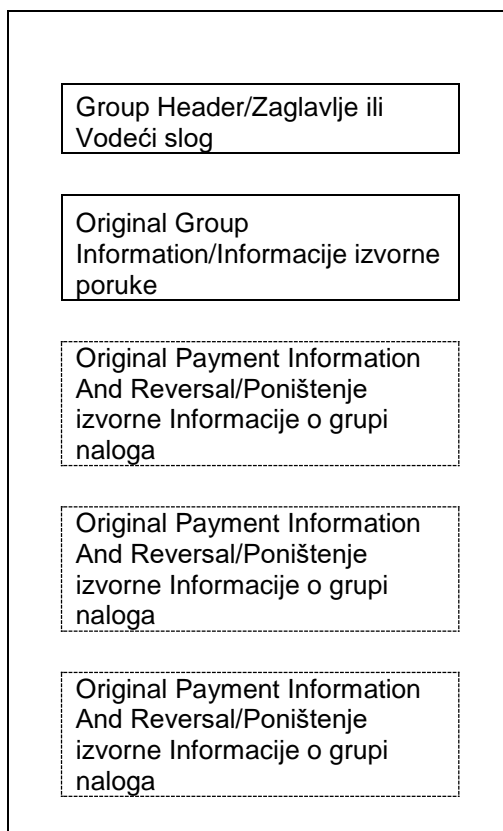 Group Header/Zaglavlje ili
Vodeći slog
Original Group
Information/Informacije izvorne
poruke
Original Payment Information
And Reversal/Poništenje
izvorne Informacije o grupi
naloga
Original Payment Information
And Reversal/Poništenje
izvorne Informacije o grupi
naloga
Original Payment Information
And Reversal/Poništenje
izvorne Informacije o grupi
naloga